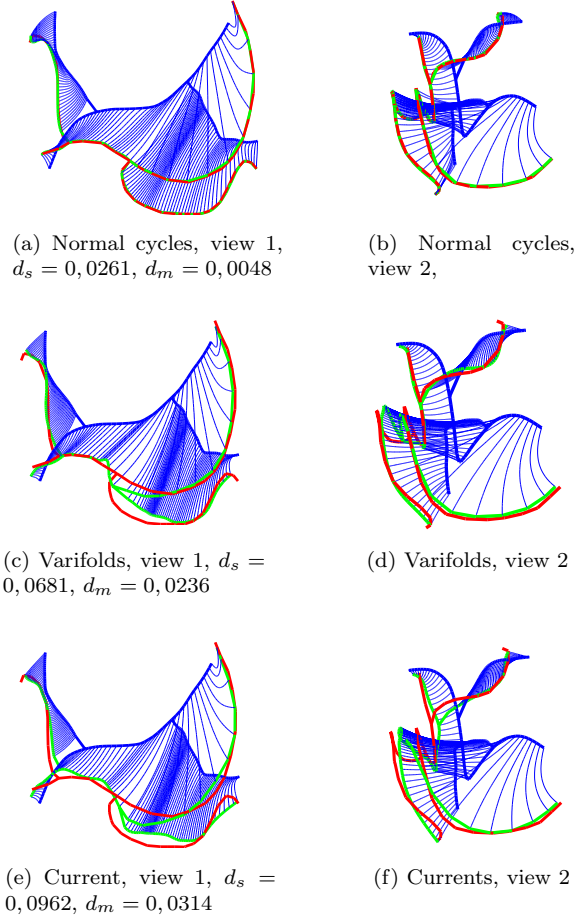 (a) Normal cycles, view 1,
d_s = 0,0261, d_m = 0,0048
(b) Normal cycles,
view 2,
(c) Varifolds, view 1, d_s =
0,0681, d_m = 0,0236
(d) Varifolds, view 2
(e) Current, view 1, d_s =
0,0962, d_m = 0,0314
(f) Currents, view 2